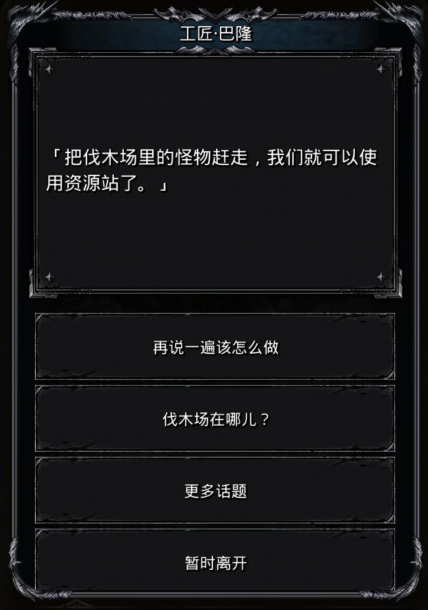 工匠·巴隆
「把伐木场里的怪物赶走，我们就可以使
用资源站了。」
再说一遍该怎么做
伐木场在哪儿？
更多话题
暂时离开